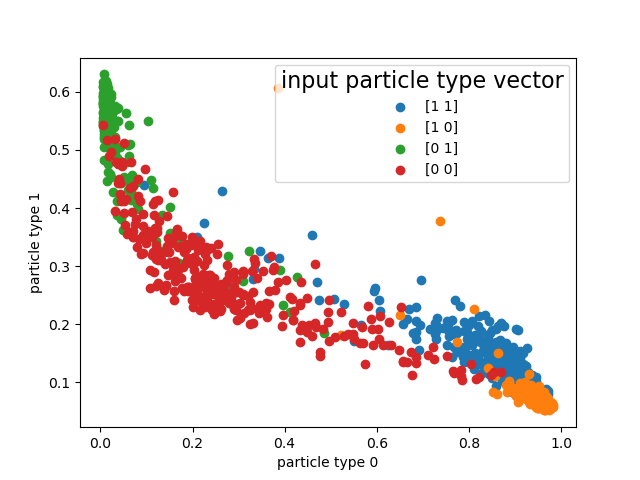 input particle type vector
[1 1]
[1 0]
[0 1]
[0 0]
0.6
0.5
0.4
0.3
0.2
0.1
particle type 1
0.0 0.2 0.4 0.6 0.8 1.0
particle type 0